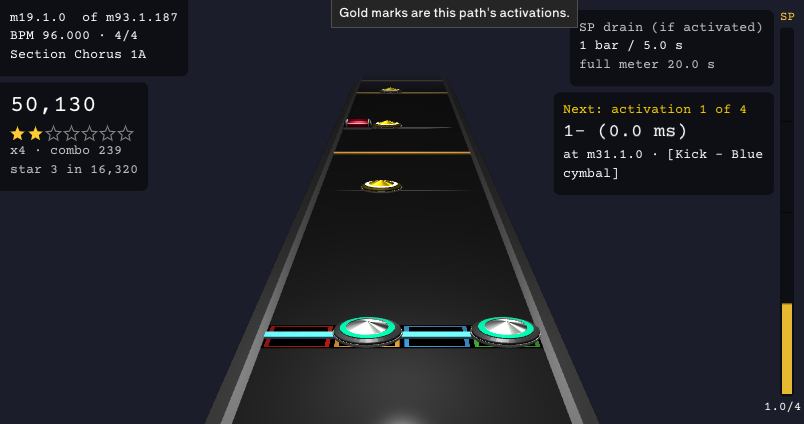 Gold marks are this path's activations.
m19.1.0  of m93.1.187
BPM 96.000 · 4/4
Section Chorus 1A
50,130
x4 · combo 239
star 3 in 16,320
SP drain (if activated)
1 bar / 5.0 s
full meter 20.0 s
Next: activation 1 of 4
1- (0.0 ms)
at m31.1.0 · [Kick - Blue
cymbal]
SP
1.0/4